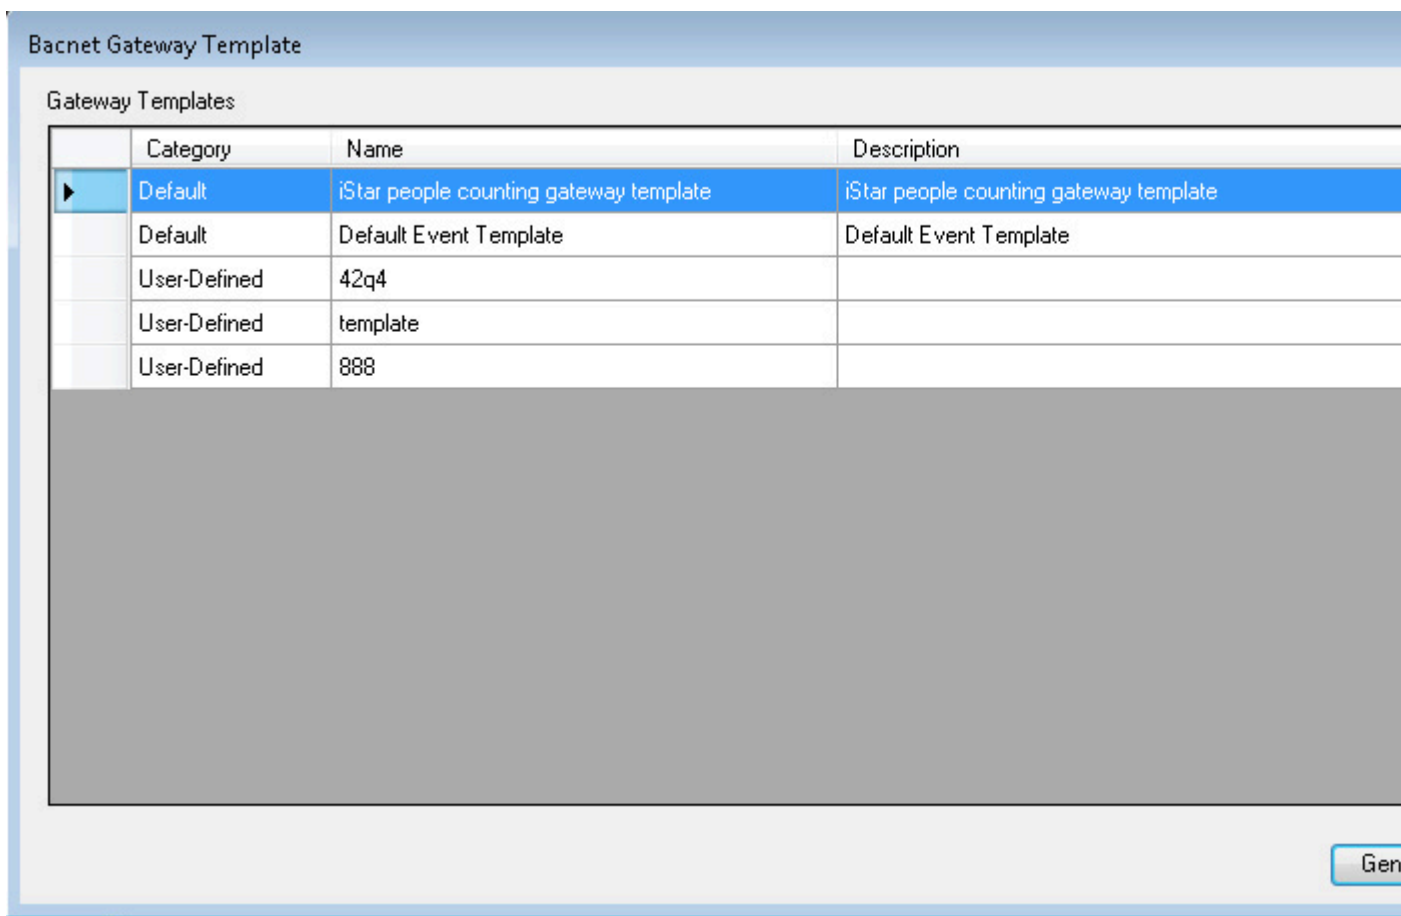 Bacnet Gateway Template
Gateway Templates
Category Name Description
Default iStar people counting gateway template iStar people counting gateway template
Default Default Event Template Default Event Template
User-Defined 42q4
User-Defined template
User-Defined 888
Gen